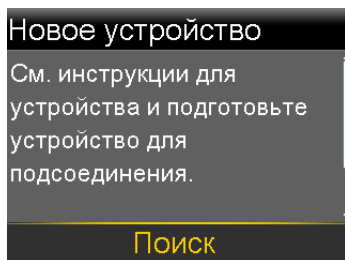 Новое устройство
См. инструкции для
устройства и подготовьте
устройство для
подсоединения.
Поиск